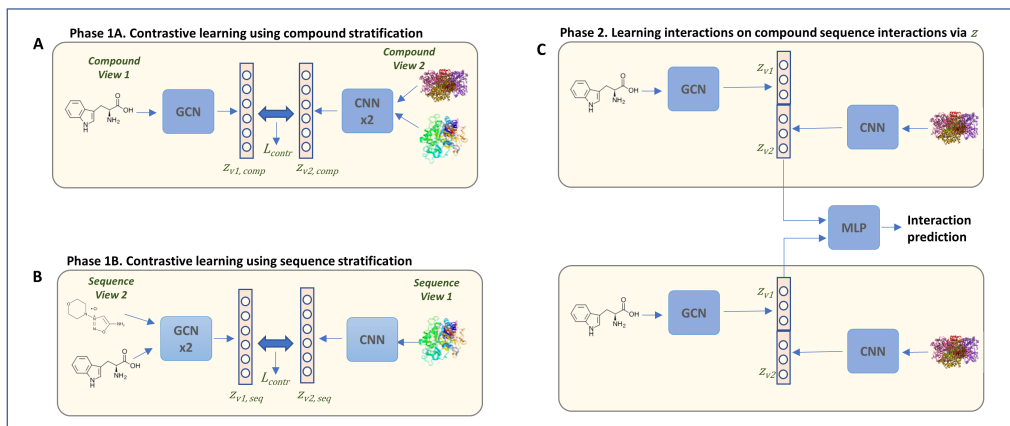 A
Phase 1A. Contrastive learning using compound stratification
Compound
View 1
Compound
View 2
O
OH
NH₂
N
H
GCN
CNN
x2
L_contr
Z_v1, comp
Z_v2, comp
B
Phase 1B. Contrastive learning using sequence stratification
Sequence
View 2
Sequence
View 1
O
N
NH₂
O
OH
NH₂
N
H
GCN
x2
CNN
L_contr
Z_v1, seq
Z_v2, seq
C
Phase 2. Learning interactions on compound sequence interactions via z
O
OH
NH₂
N
H
GCN
z_v1
z_v2
CNN
MLP
Interaction
prediction
O
OH
NH₂
N
H
GCN
z_v1
z_v2
CNN